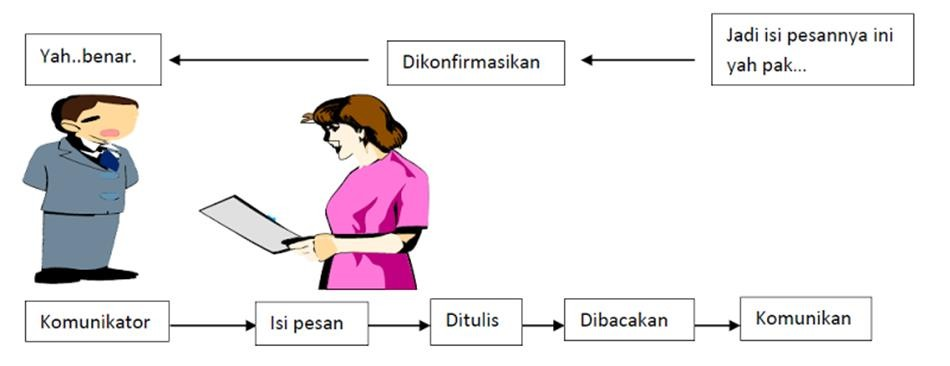 Yah..benar.
Dikonfirmasikan
Jadi isi pesannya ini
yah pak...
Komunikator
Isi pesan
Ditulis
Dibacakan
Komunikan